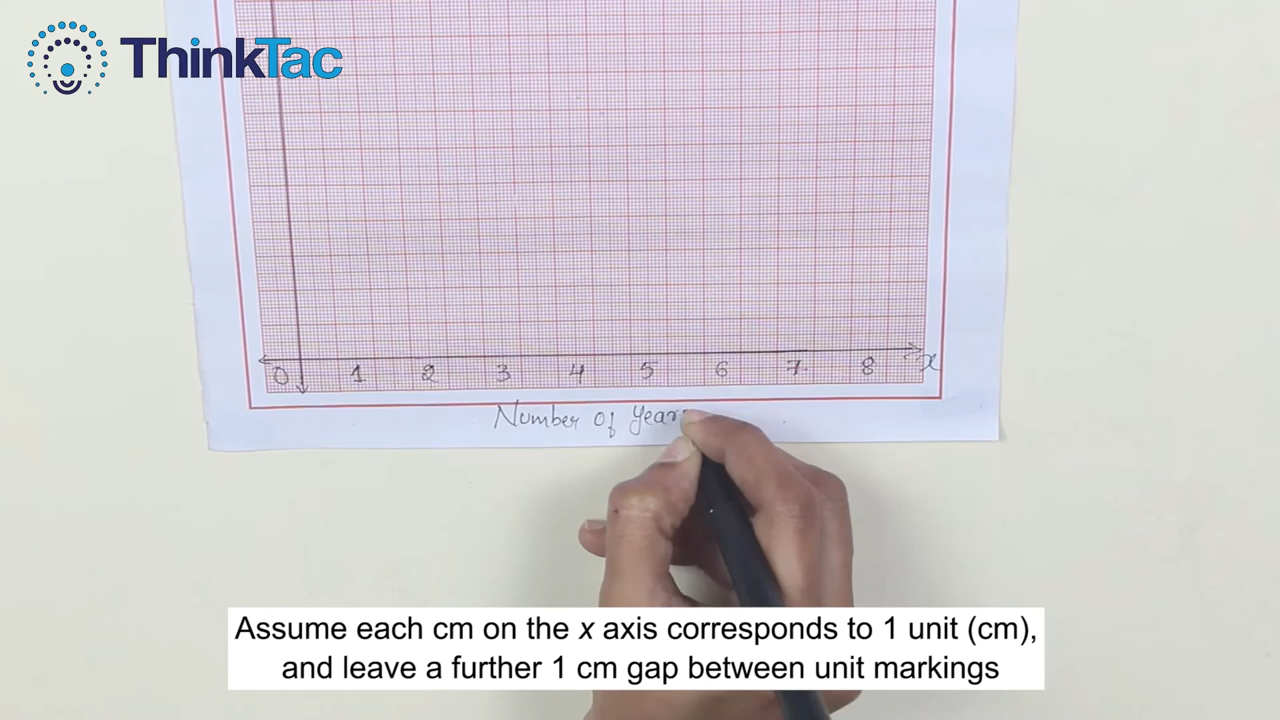 ThinkTac
0 1 2 3 4 5 6 7 8 x
Number of years
Assume each cm on the x axis corresponds to 1 unit (cm),
and leave a further 1 cm gap between unit markings